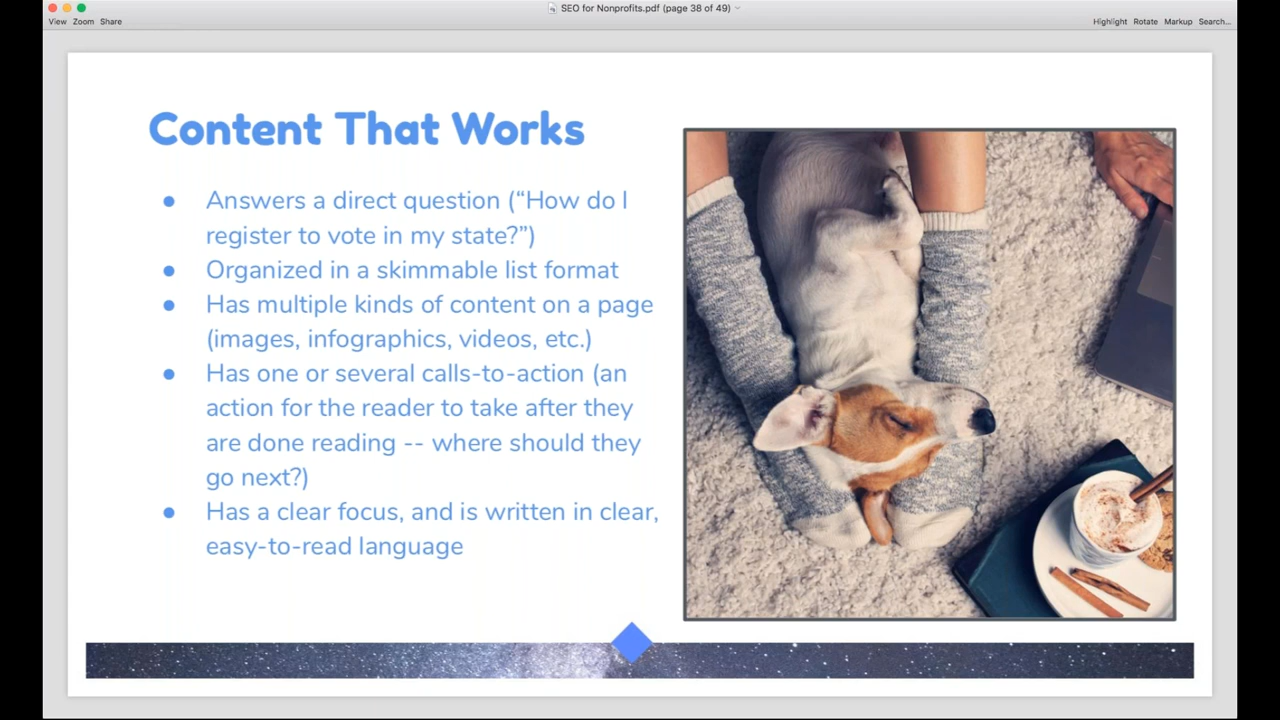 SEO for Nonprofits.pdf (page 38 of 49)
View Zoom Share
Highlight Rotate Markup Search...
Content That Works
● Answers a direct question (“How do I
register to vote in my state?”)
● Organized in a skimmable list format
● Has multiple kinds of content on a page
(images, infographics, videos, etc.)
● Has one or several calls-to-action (an
action for the reader to take after they
are done reading -- where should they
go next?)
● Has a clear focus, and is written in clear,
easy-to-read language